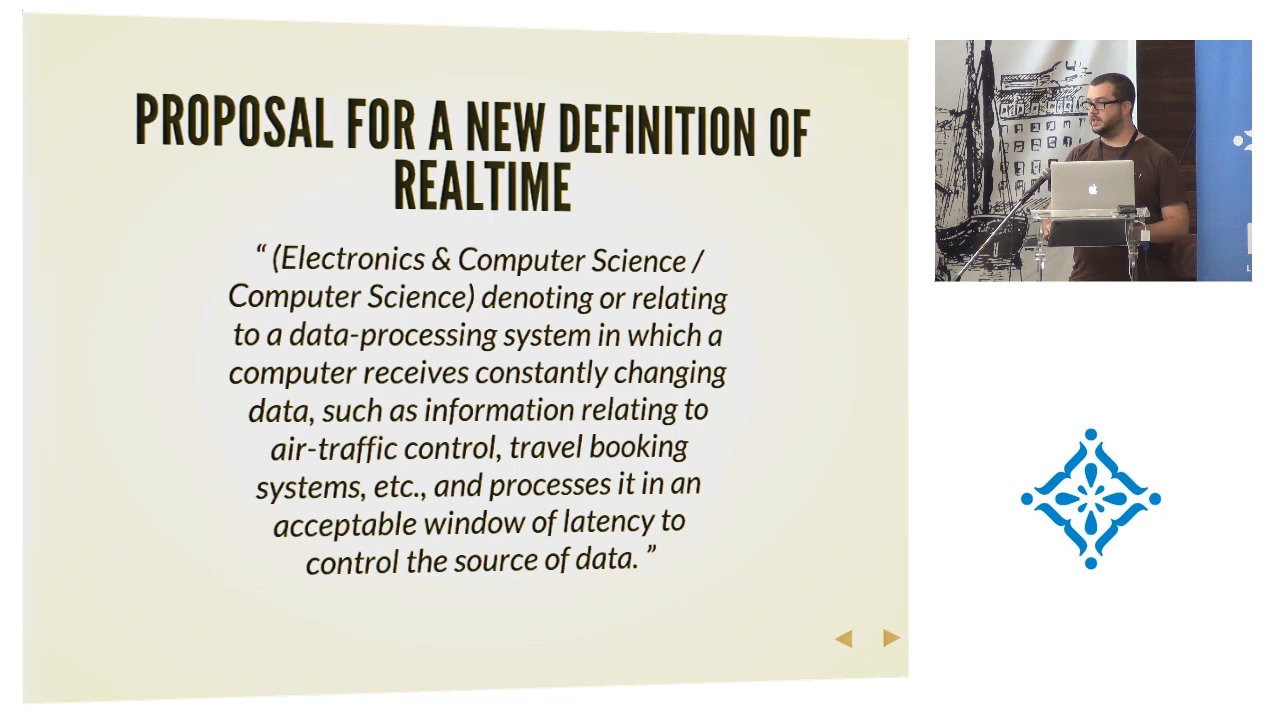 PROPOSAL FOR A NEW DEFINITION OF
REALTIME
“ (Electronics & Computer Science /
Computer Science) denoting or relating
to a data-processing system in which a
computer receives constantly changing
data, such as information relating to
air-traffic control, travel booking
systems, etc., and processes it in an
acceptable window of latency to
control the source of data. ”